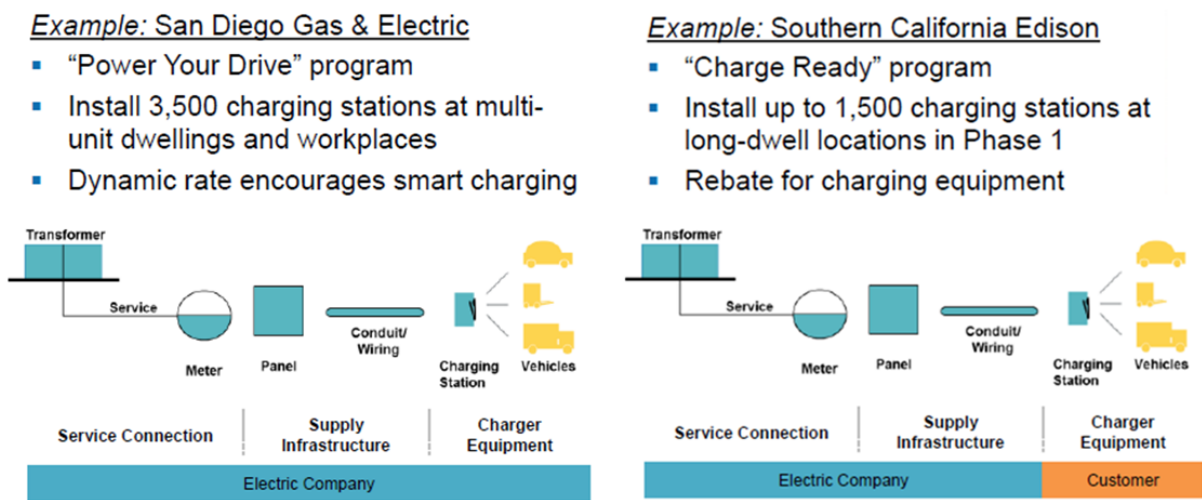 Example: San Diego Gas & Electric
▪ “Power Your Drive” program
▪ Install 3,500 charging stations at multi-
unit dwellings and workplaces
▪ Dynamic rate encourages smart charging
Transformer
Service
Meter
Panel
Conduit/
Wiring
Charging
Station
Vehicles
Service Connection
Supply
Infrastructure
Charger
Equipment
Electric Company
Example: Southern California Edison
▪ “Charge Ready” program
▪ Install up to 1,500 charging stations at
long-dwell locations in Phase 1
▪ Rebate for charging equipment
Transformer
Service
Meter
Panel
Conduit/
Wiring
Charging
Station
Vehicles
Service Connection
Supply
Infrastructure
Charger
Equipment
Electric Company
Customer